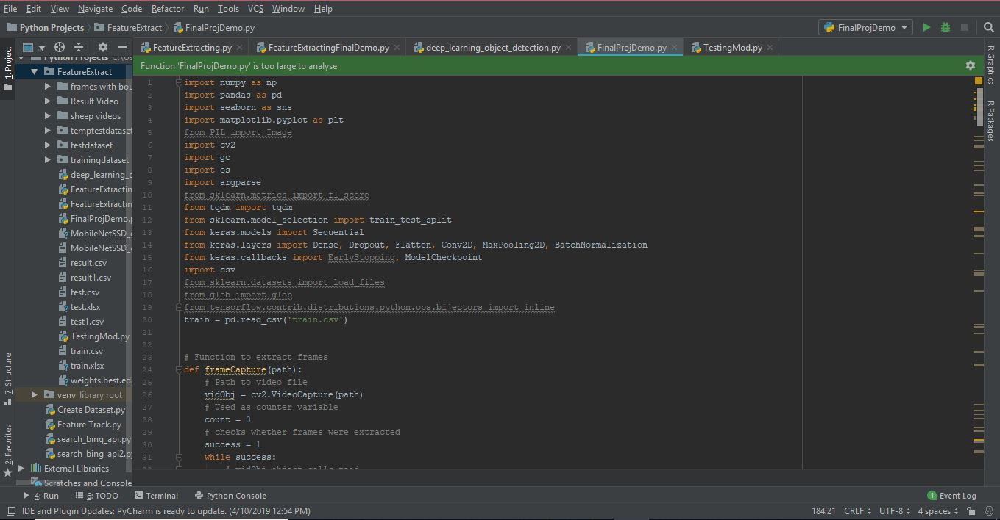 File Edit View Navigate Code Refactor Run Tools VCS Window Help
Python Projects FeatureExtract FinalProjDemo.py FinalProjDemo
1: Project
7: Structure
2: Favorites
Python Projects C:\Us
FeatureExtract
frames with bou
Result Video
sheep videos
temptestdataset
testdataset
trainingdataset
deep_learning_o
FeatureExtractin
FeatureExtractin
FinalProjDemo.p
MobileNetSSD_d
MobileNetSSD_d
result.csv
result1.csv
test.csv
test.xlsx
test1.csv
TestingMod.py
train.csv
train.xlsx
weights.best.eda
venv library root
Create Dataset.py
Feature Track.py
search_bing_api.py
search_bing_api2.py
External Libraries
Scratches and Console
FeatureExtracting.py FeatureExtractingFinalDemo.py deep_learning_object_detection.py FinalProjDemo.py TestingMod.py
Function 'FinalProjDemo.py' is too large to analyse
1 import numpy as np
2 import pandas as pd
3 import seaborn as sns
4 import matplotlib.pyplot as plt
5 from PIL import Image
6 import cv2
7 import gc
8 import os
9 import argparse
10 from sklearn.metrics import f1_score
11 from tqdm import tqdm
12 from sklearn.model_selection import train_test_split
13 from keras.models import Sequential
14 from keras.layers import Dense, Dropout, Flatten, Conv2D, MaxPooling2D, BatchNormalization
15 from keras.callbacks import EarlyStopping, ModelCheckpoint
16 import csv
17 from sklearn.datasets import load_files
18 from glob import glob
19 from tensorflow.contrib.distributions.python.ops.bijectors import inline
20 train = pd.read_csv('train.csv')
21
22
23 # Function to extract frames
24 def frameCapture(path):
25 # Path to video file
26 vidObj = cv2.VideoCapture(path)
27 # Used as counter variable
28 count = 0
29 # checks whether frames were extracted
30 success = 1
31 while success:
32 # vidObj object calls read
R Graphics
R Packages
4: Run 6: TODO Terminal Python Console 1 Event Log
IDE and Plugin Updates: PyCharm is ready to update. (4/10/2019 12:54 PM) 184:21 CRLF UTF-8 4 spaces